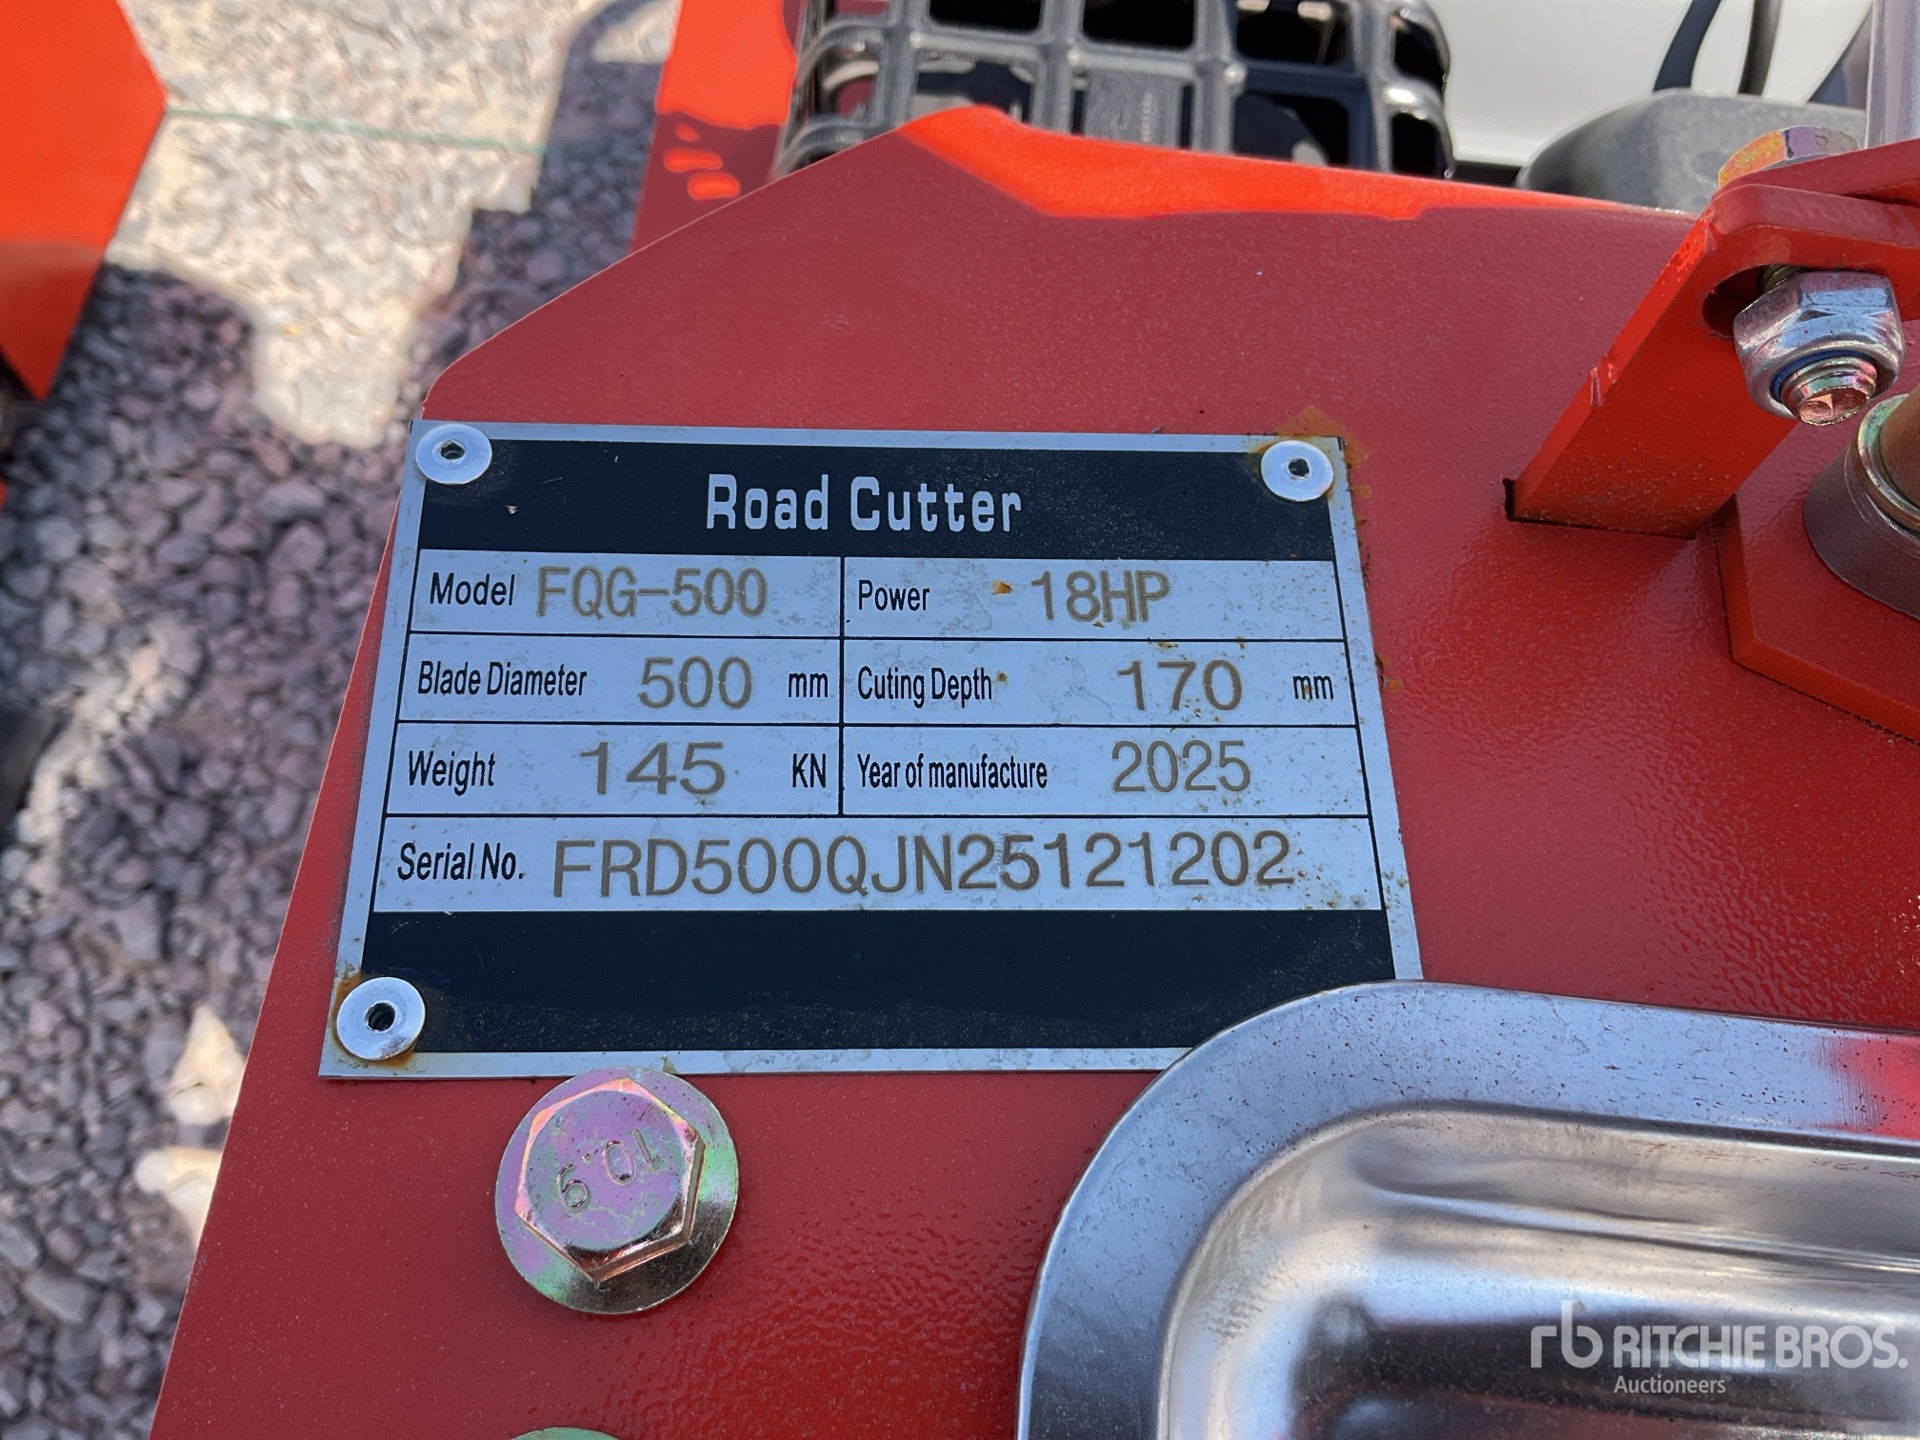 Road Cutter
Model FQG-500 Power 18HP
Blade Diameter 500 mm Cuting Depth 170 mm
Weight 145 KN Year of manufacture 2025
Serial No. FRD500QJN25121202
10.9
rb RITCHIE BROS.
Auctioneers